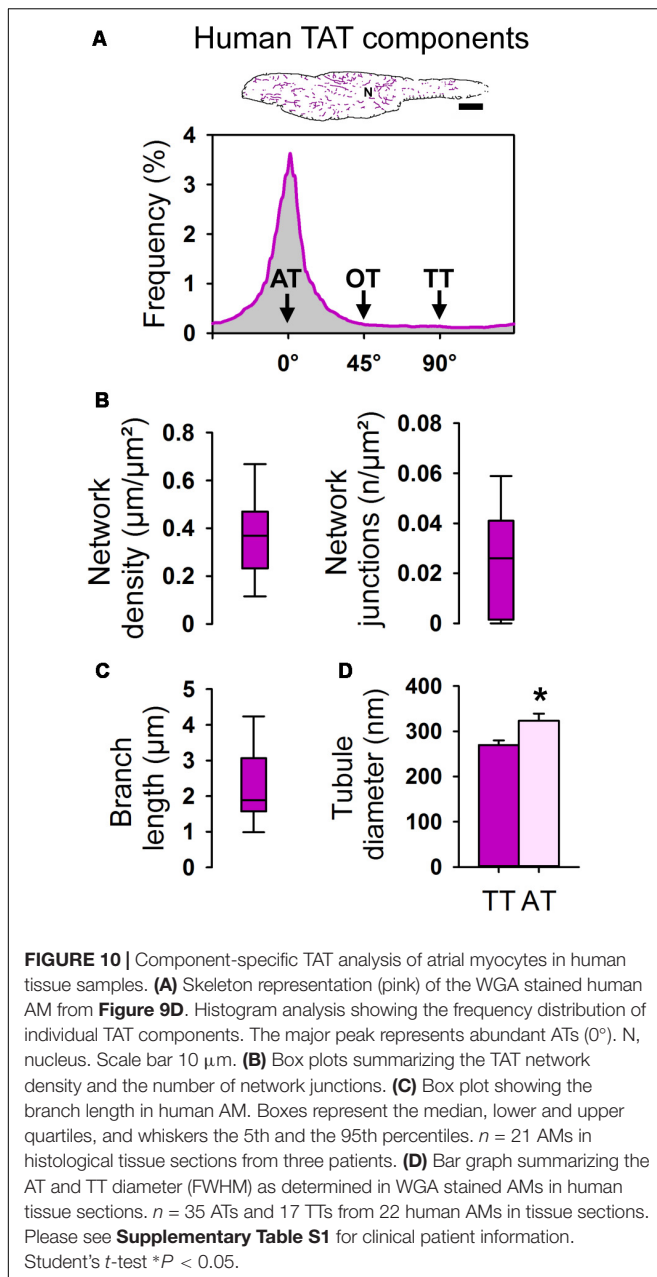 A
Human TAT components
N
Frequency (%)
4
3
2
1
0
AT
OT
TT
0°
45°
90°
B
Network
density (μm/μm²)
0.8
0.6
0.4
0.2
0
Network
junctions (n/μm²)
0.08
0.06
0.04
0.02
0
C
Branch
length (μm)
5
4
3
2
1
0
D
Tubule
diameter (nm)
400
300
200
100
0
*
TT AT
FIGURE 10 | Component-specific TAT analysis of atrial myocytes in human
tissue samples. (A) Skeleton representation (pink) of the WGA stained human
AM from Figure 9D. Histogram analysis showing the frequency distribution of
individual TAT components. The major peak represents abundant ATs (0°). N,
nucleus. Scale bar 10 μm. (B) Box plots summarizing the TAT network
density and the number of network junctions. (C) Box plot showing the
branch length in human AM. Boxes represent the median, lower and upper
quartiles, and whiskers the 5th and the 95th percentiles. n = 21 AMs in
histological tissue sections from three patients. (D) Bar graph summarizing the
AT and TT diameter (FWHM) as determined in WGA stained AMs in human
tissue sections. n = 35 ATs and 17 TTs from 22 human AMs in tissue sections.
Please see Supplementary Table S1 for clinical patient information.
Student's t-test *P < 0.05.